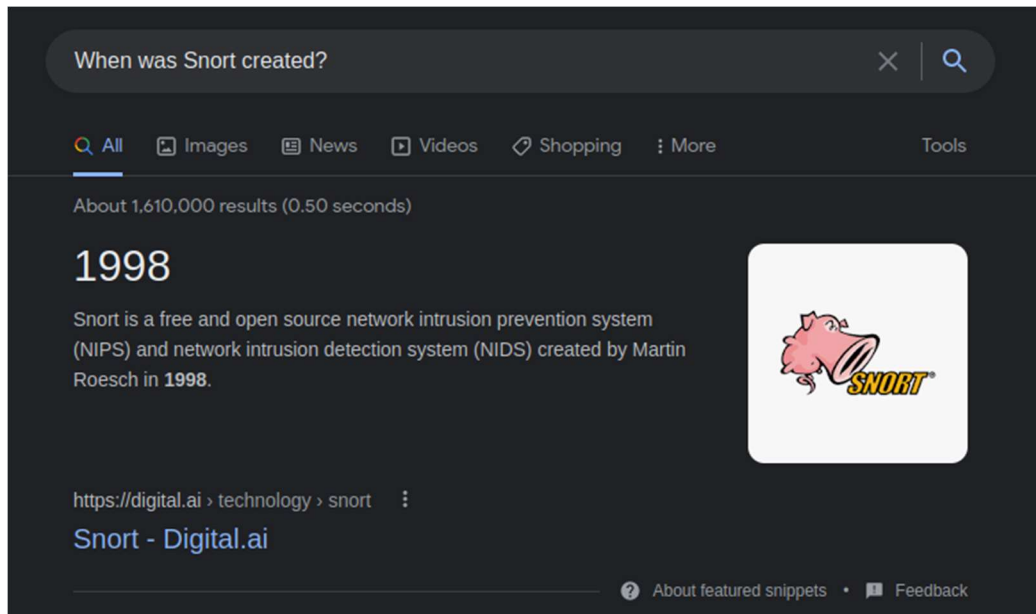 When was Snort created?
All Images News Videos Shopping More Tools
About 1,610,000 results (0.50 seconds)
1998
Snort is a free and open source network intrusion prevention system
(NIPS) and network intrusion detection system (NIDS) created by Martin
Roesch in 1998.
SNORT®
https://digital.ai › technology › snort
Snort - Digital.ai
About featured snippets • Feedback